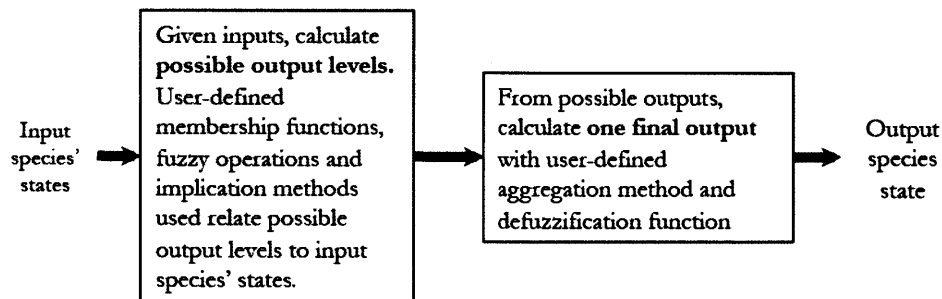 Input
species'
states
Given inputs, calculate
possible output levels.
User-defined
membership functions,
fuzzy operations and
implication methods
used relate possible
output levels to input
species' states.
From possible outputs,
calculate one final output
with user-defined
aggregation method and
defuzzification function
Output
species
state